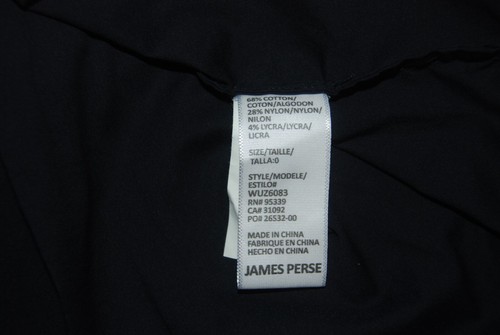 68% COTTON/
COTON/ALGODON
28% NYLON/NYLON/
NILON
4% LYCRA/LYCRA/
LICRA
SIZE/TAILLE/
TALLA:0
STYLE/MODELE/
ESTILO#
WUZ6083
RN# 95339
CA# 31092
PO# 26532-00
MADE IN CHINA
FABRIQUE EN CHINA
HECHO EN CHINA
JAMES PERSE